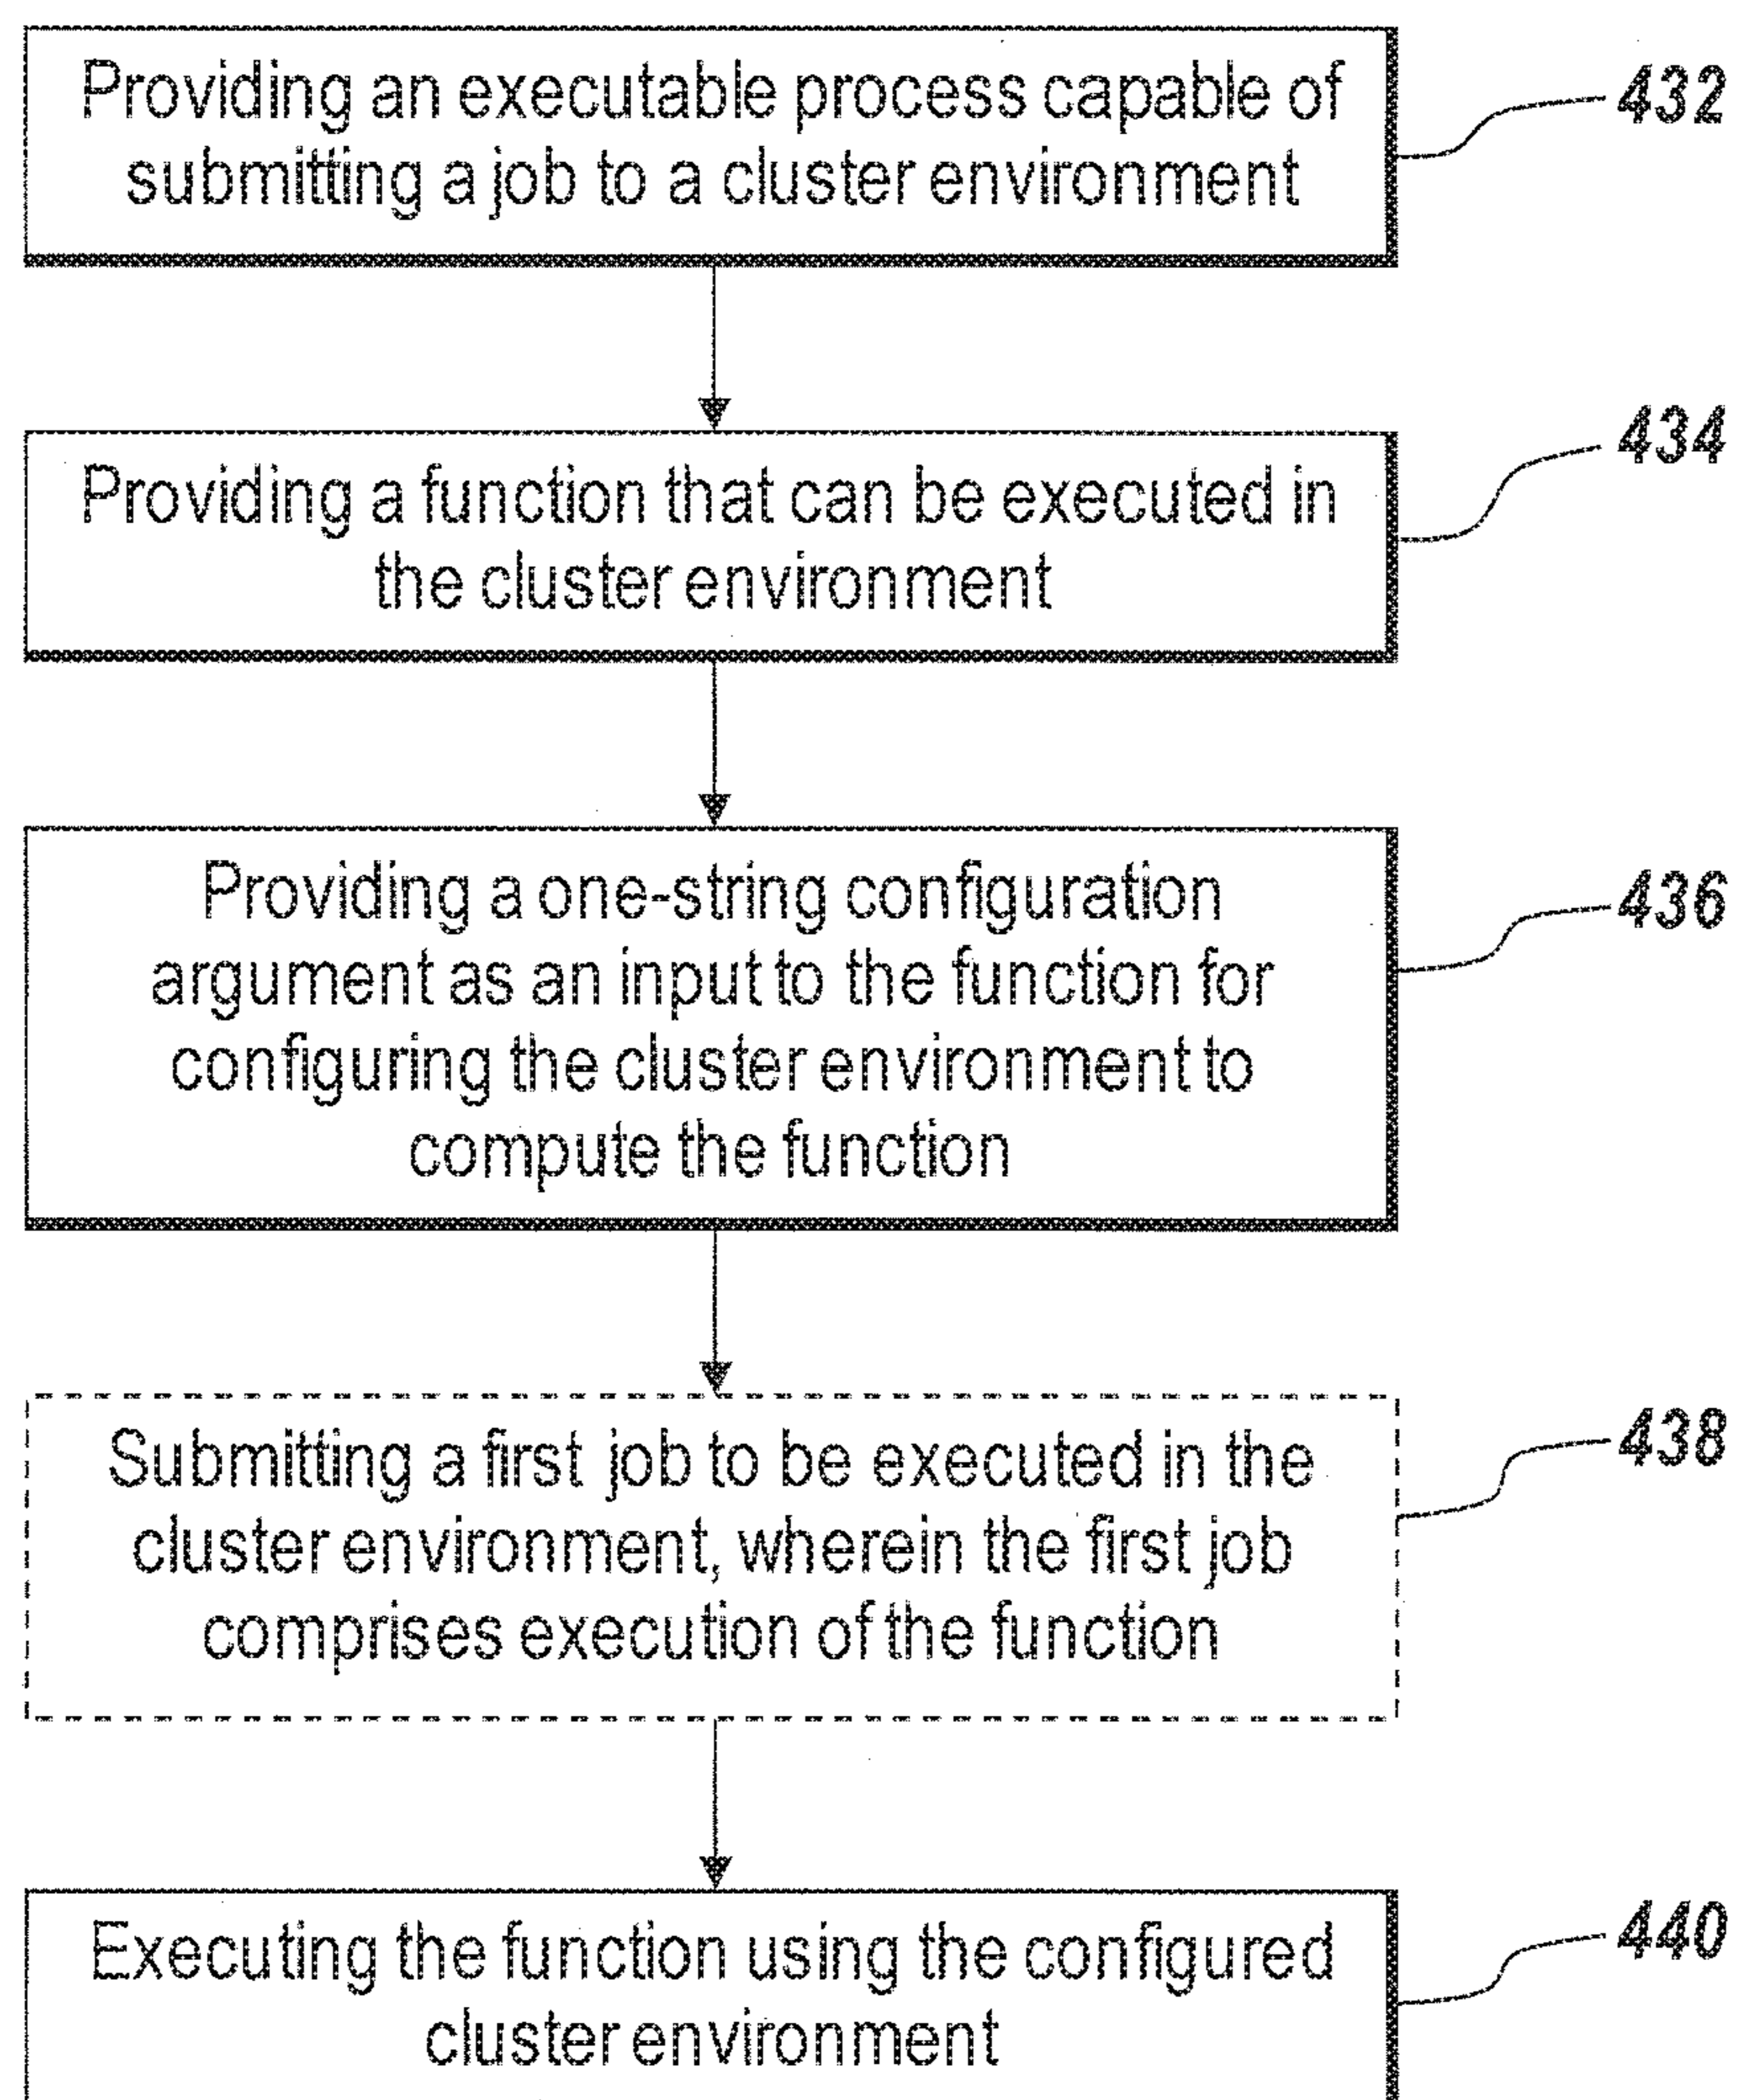 Providing an executable process capable of
submitting a job to a cluster environment
432
Providing a function that can be executed in
the cluster environment
434
Providing a one-string configuration
argument as an input to the function for
configuring the cluster environment to
compute the function
436
Submitting a first job to be executed in the
cluster environment, wherein the first job
comprises execution of the function
438
Executing the function using the configured
cluster environment
440